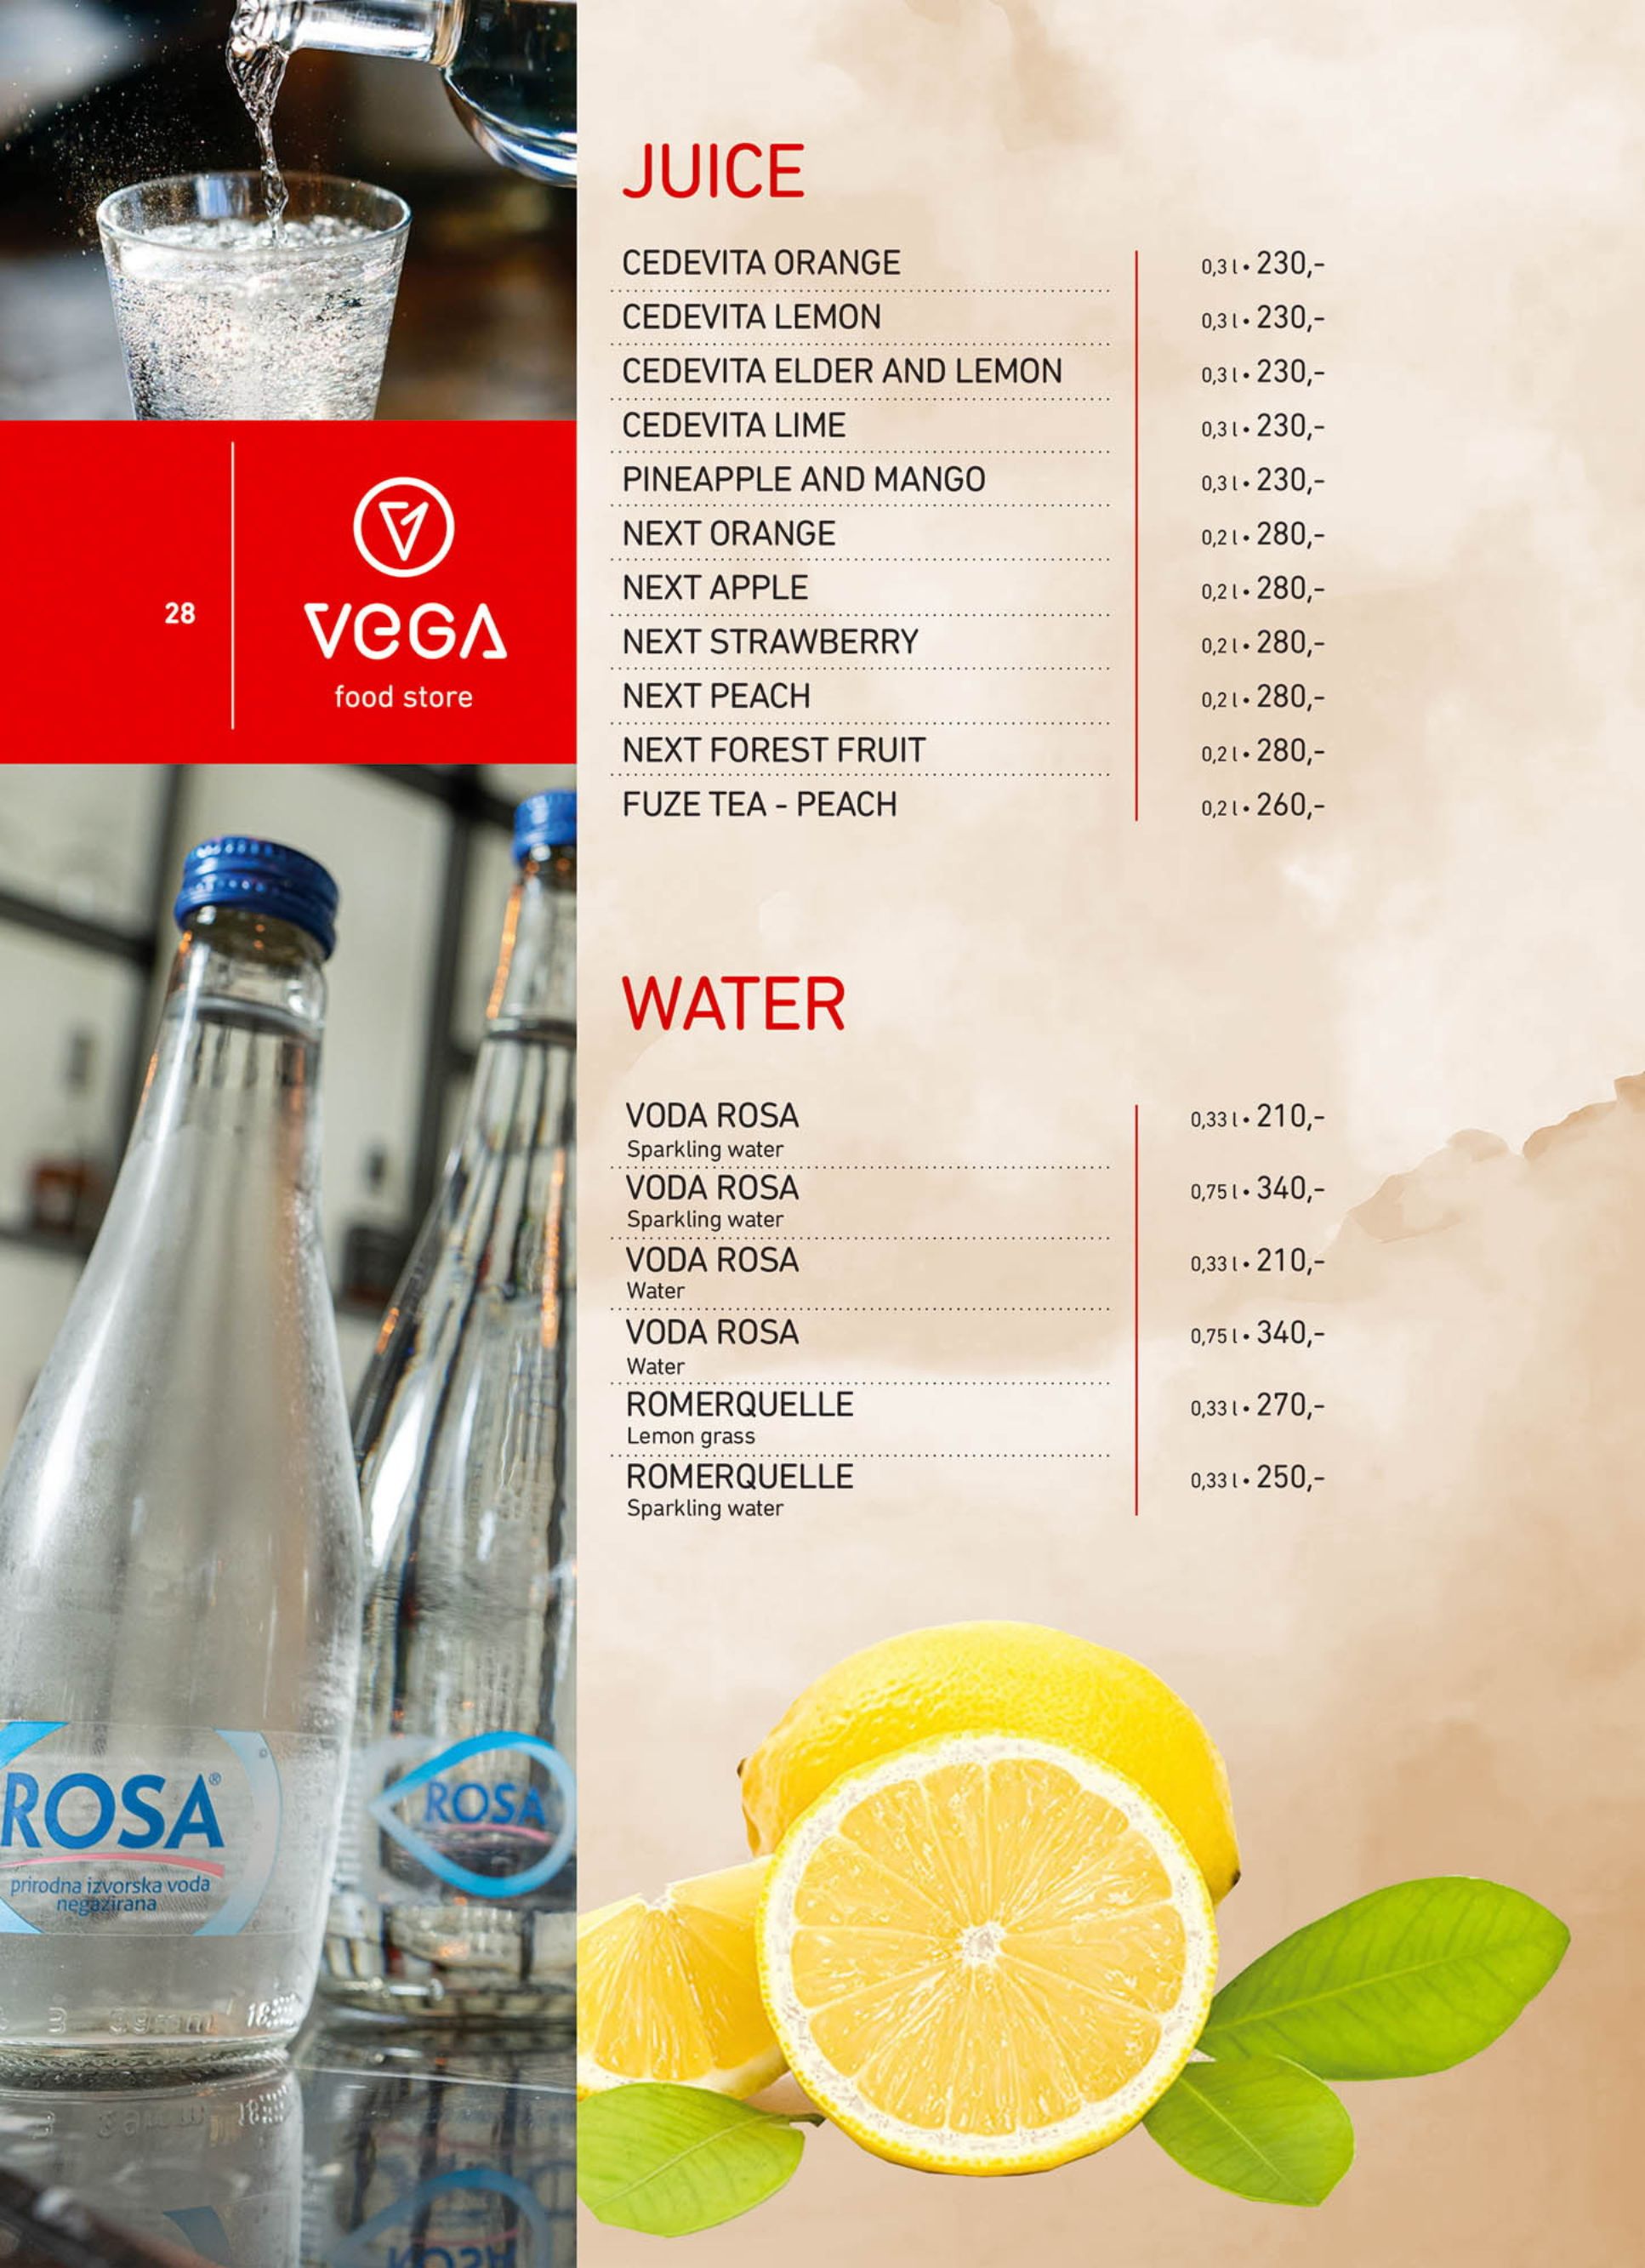 JUICE
CEDEVITA ORANGE 0,3 l • 230,-
CEDEVITA LEMON 0,3 l • 230,-
CEDEVITA ELDER AND LEMON 0,3 l • 230,-
CEDEVITA LIME 0,3 l • 230,-
PINEAPPLE AND MANGO 0,3 l • 230,-
NEXT ORANGE 0,2 l • 280,-
NEXT APPLE 0,2 l • 280,-
NEXT STRAWBERRY 0,2 l • 280,-
NEXT PEACH 0,2 l • 280,-
NEXT FOREST FRUIT 0,2 l • 280,-
FUZE TEA - PEACH 0,2 l • 260,-
28
VEGA
food store
WATER
VODA ROSA 0,33 l • 210,-
Sparkling water
VODA ROSA 0,75 l • 340,-
Sparkling water
VODA ROSA 0,33 l • 210,-
Water
VODA ROSA 0,75 l • 340,-
Water
ROMERQUELLE 0,33 l • 270,-
Lemon grass
ROMERQUELLE 0,33 l • 250,-
Sparkling water
ROSA®
prirodna izvorska voda
negazirana
ROSA